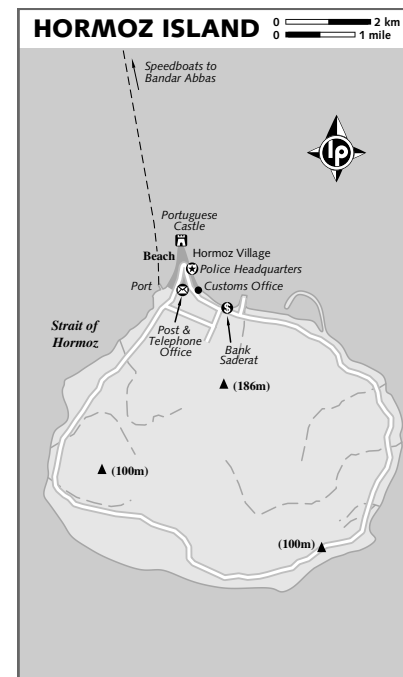 HORMOZ ISLAND
0 2 km
0 1 mile
Speedboats to
Bandar Abbas
lp
Portuguese
Castle
Beach
Hormoz Village
Police Headquarters
Port
Customs Office
Strait of
Hormoz
Post &
Telephone
Office
$
Bank
Saderat
(186m)
(100m)
(100m)